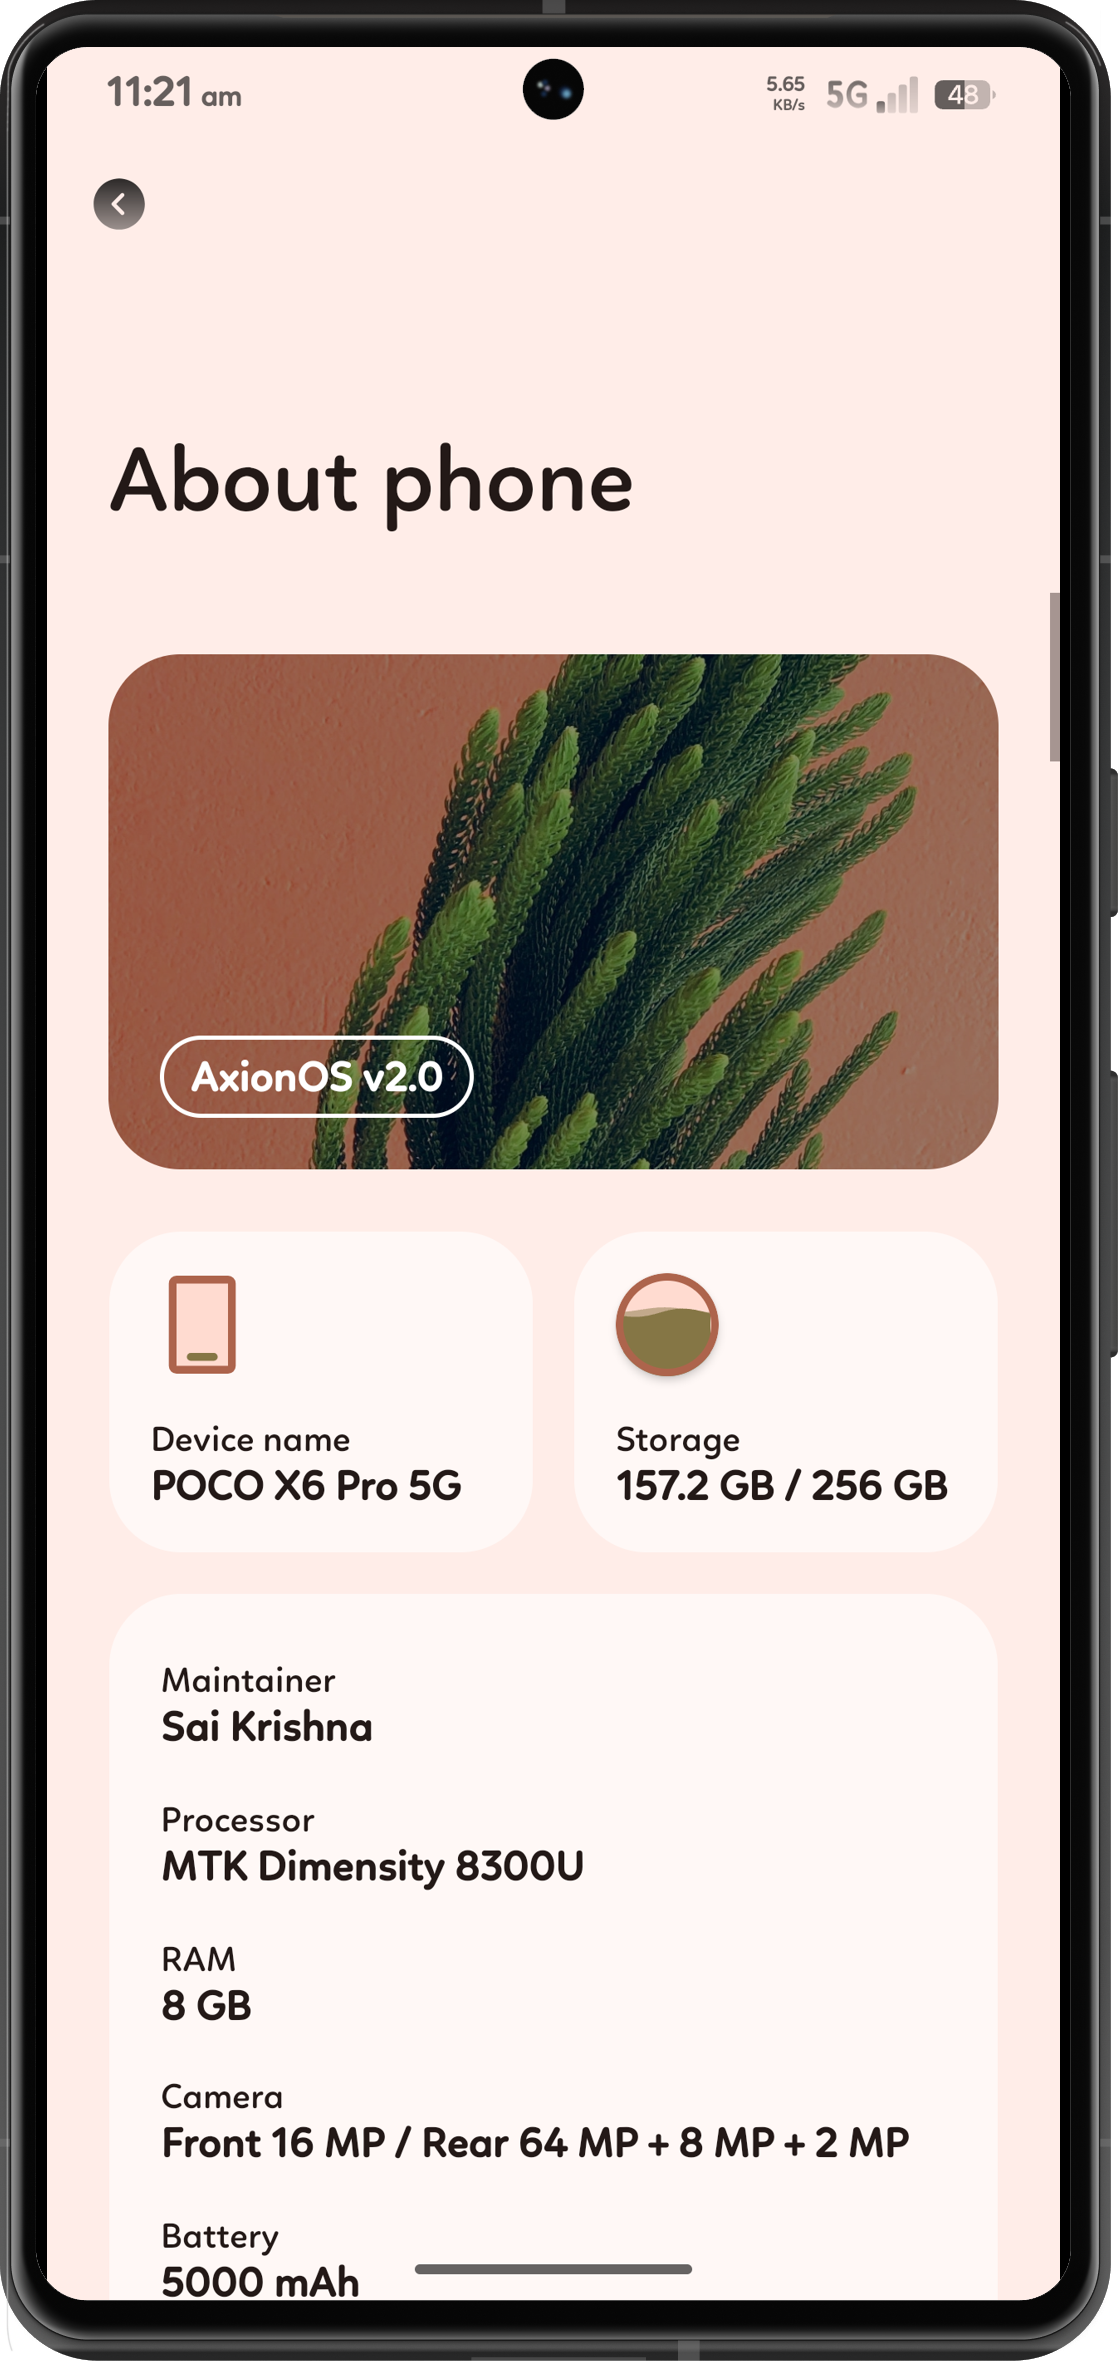 11:21 am
5.65
KB/s
5G
48
About phone
AxionOS v2.0
Device name
POCO X6 Pro 5G
Storage
157.2 GB / 256 GB
Maintainer
Sai Krishna
Processor
MTK Dimensity 8300U
RAM
8 GB
Camera
Front 16 MP / Rear 64 MP + 8 MP + 2 MP
Battery
5000 mAh